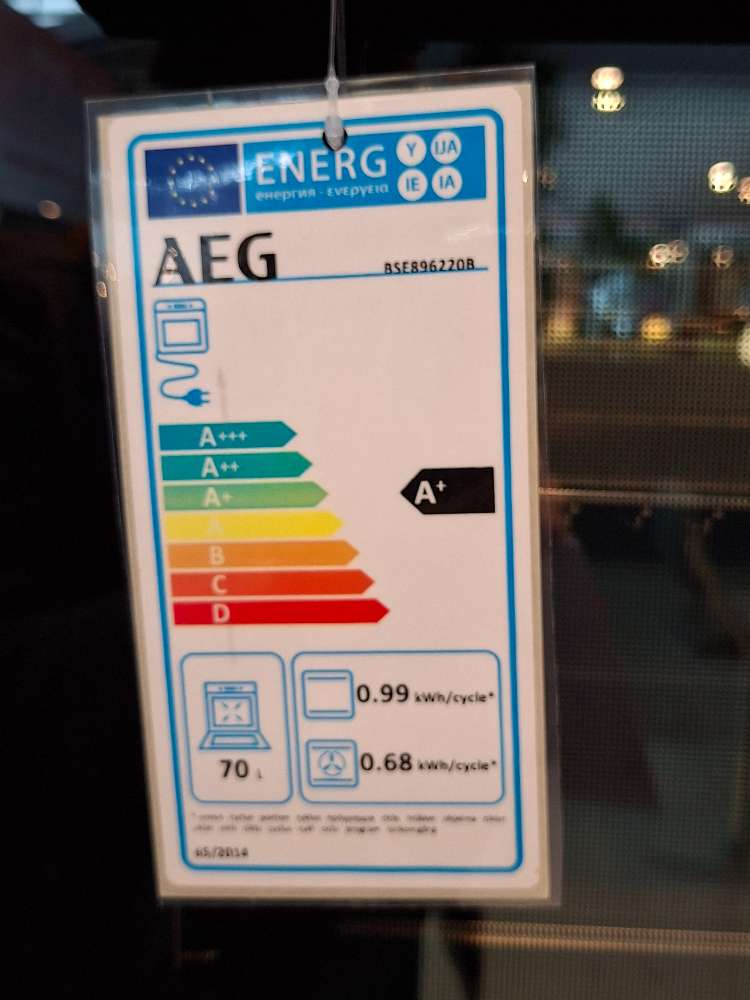 ENERG Y IJA
енергия · ενεργεια IE IA
AEG
BSE896220B
A+++
A++
A+
A+
A
B
C
D
0.99 kWh/cycle*
0.68 kWh/cycle*
70 L
65/2014